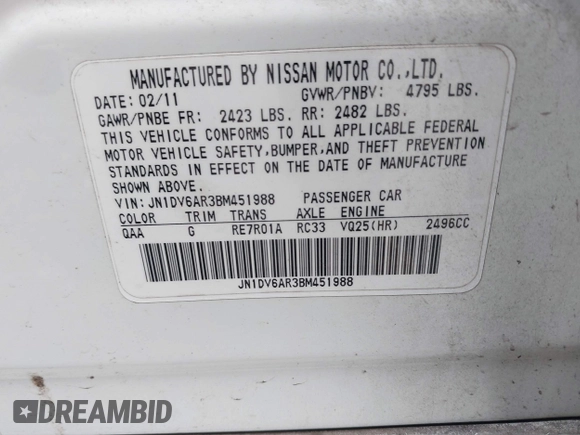 MANUFACTURED BY NISSAN MOTOR CO.,LTD.
DATE: 02/11 GVWR/PNBV: 4795 LBS.
GAWR/PNBE FR: 2423 LBS. RR: 2482 LBS.
THIS VEHICLE CONFORMS TO ALL APPLICABLE FEDERAL
MOTOR VEHICLE SAFETY,BUMPER,AND THEFT PREVENTION
STANDARDS IN EFFECT ON THE DATE OF MANUFACTURE
SHOWN ABOVE.
VIN: JN1DV6AR3BM451988 PASSENGER CAR
COLOR TRIM TRANS AXLE ENGINE
QAA G RE7R01A RC33 VQ25(HR) 2496CC
JN1DV6AR3BM451988
DREAMBID